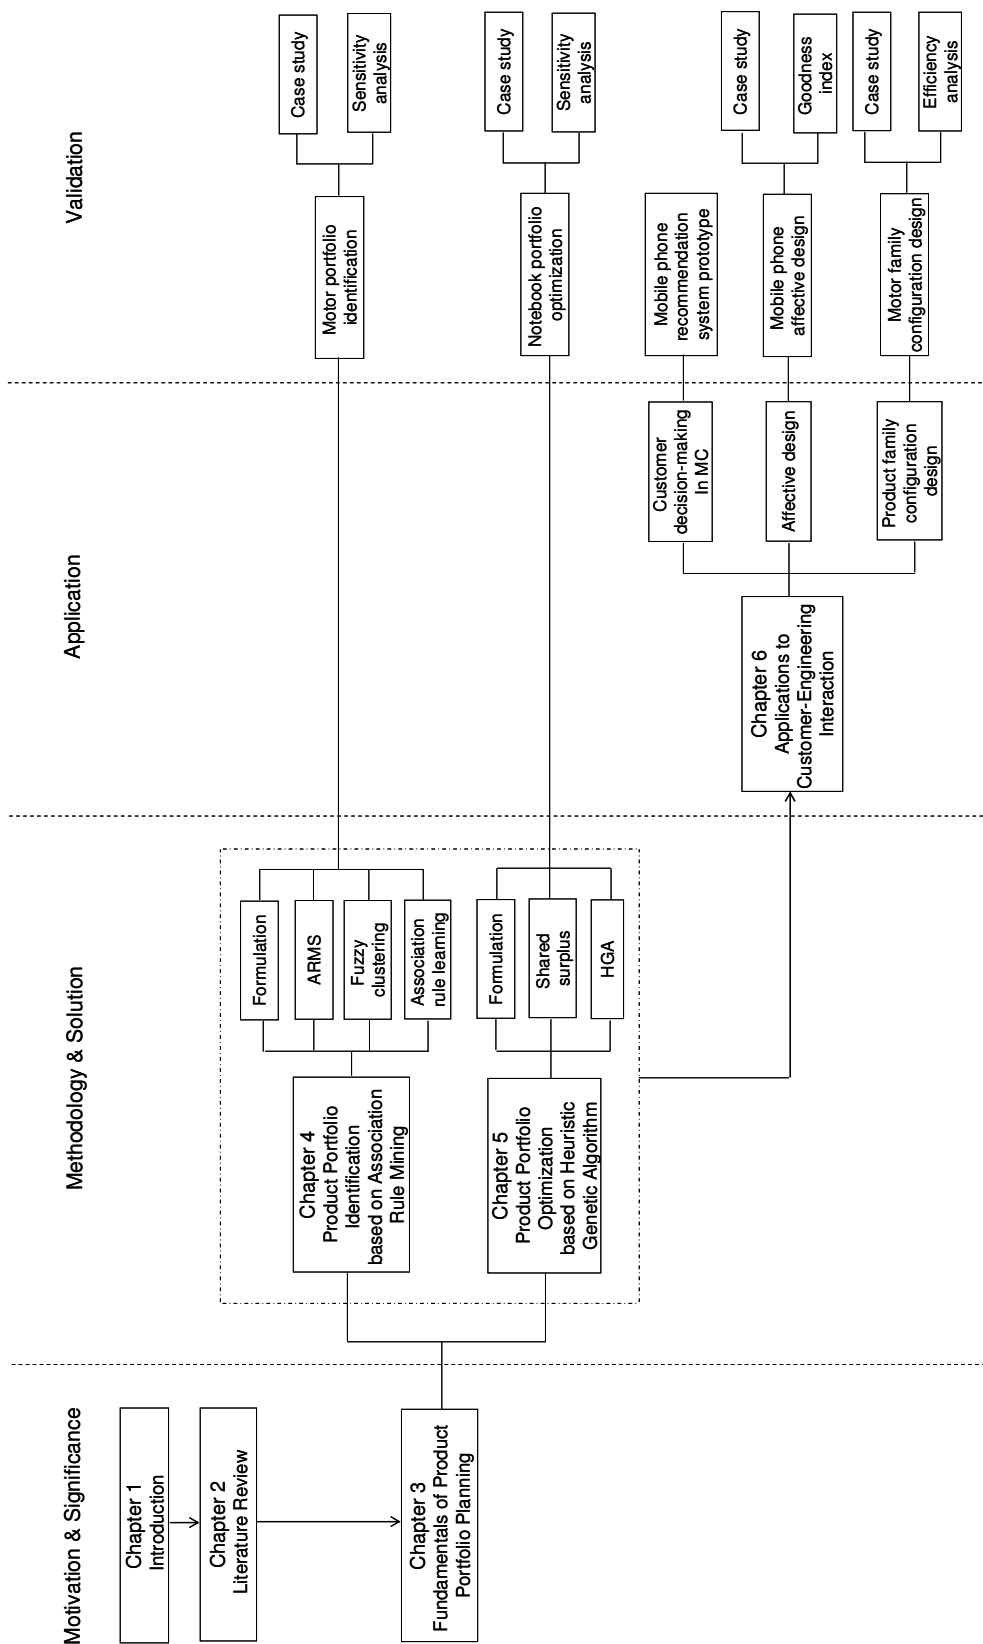 Motivation & Significance
Methodology & Solution
Application
Validation
Chapter 1
Introduction
Chapter 2
Literature Review
Chapter 3
Fundamentals of Product
Portfolio Planning
Chapter 4
Product Portfolio
Identification
based on Association
Rule Mining
Formulation
ARMS
Fuzzy
clustering
Association
rule learning
Chapter 5
Product Portfolio
Optimization
based on Heuristic
Genetic Algorithm
Formulation
Shared
surplus
HGA
Chapter 6
Applications to
Customer-Engineering
Interaction
Customer
decision-making
In MC
Affective design
Product family
configuration
design
Motor portfolio
identification
Case study
Sensitivity
analysis
Notebook portfolio
optimization
Case study
Sensitivity
analysis
Mobile phone
recommendation
system prototype
Mobile phone
affective design
Case study
Goodness
index
Motor family
configuration design
Case study
Efficiency
analysis